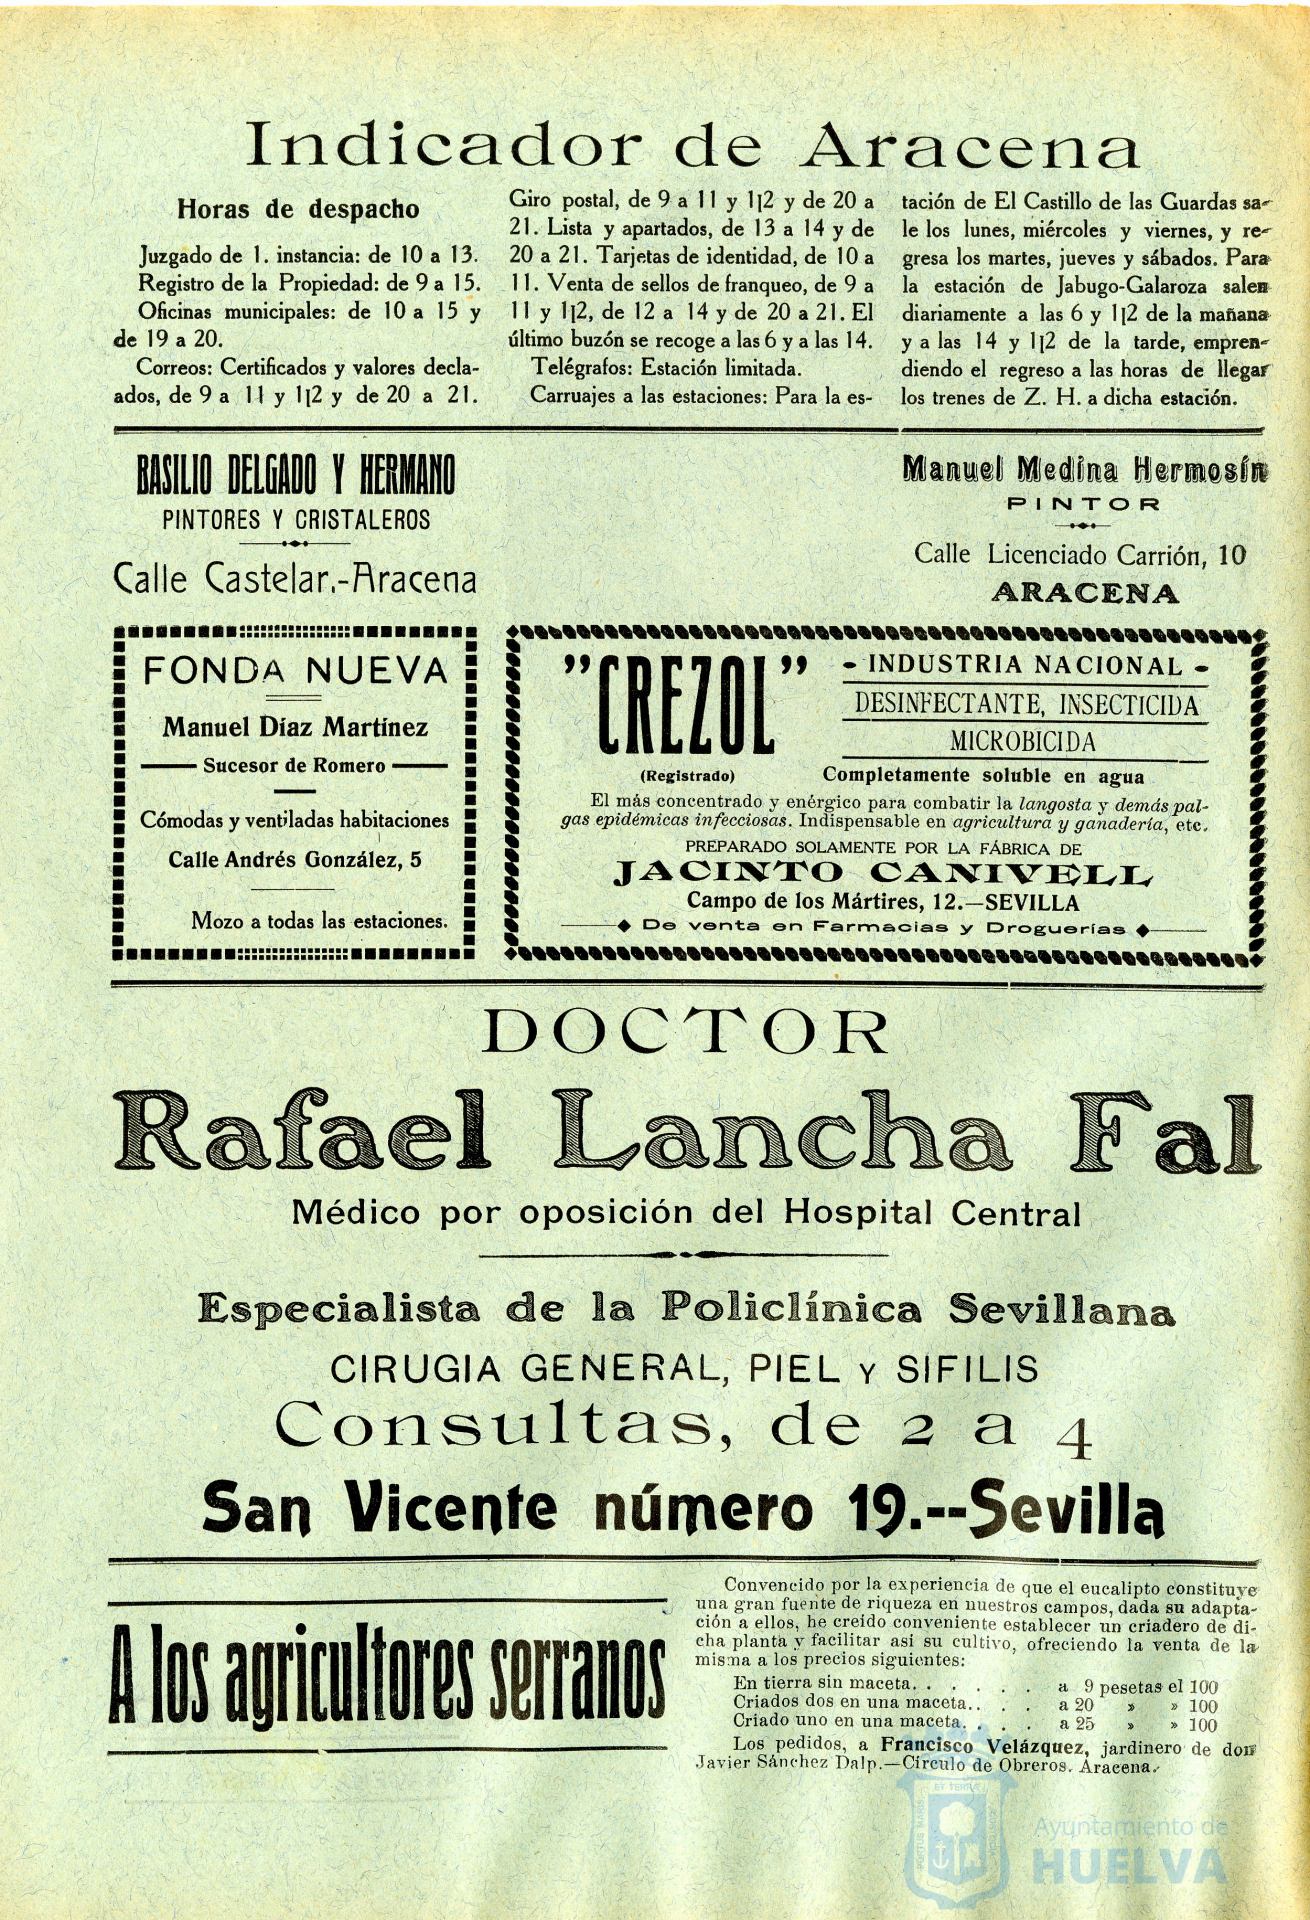 Indicador de Aracena
Horas de despacho
Juzgado de 1. instancia: de 10 a 13.
Registro de la Propiedad: de 9 a 15.
Oficinas municipales: de 10 a 15 y
de 19 a 20.
Correos: Certificados y valores decla-
ados, de 9 a 11 y 1¡2 y de 20 a 21.
Giro postal, de 9 a 11 y 1¡2 y de 20 a
21. Lista y apartados, de 13 a 14 y de
20 a 21. Tarjetas de identidad, de 10 a
11. Venta de sellos de franqueo, de 9 a
11 y 1¡2, de 12 a 14 y de 20 a 21. El
último buzón se recoge a las 6 y a las 14.
Telégrafos: Estación limitada.
Carruajes a las estaciones: Para la es-
tación de El Castillo de las Guardas sa-
le los lunes, miércoles y viernes, y re-
gresa los martes, jueves y sábados. Para
la estación de Jabugo-Galaroza salen
diariamente a las 6 y 1¡2 de la mañana
y a las 14 y 1¡2 de la tarde, empren-
diendo el regreso a las horas de llegar
los trenes de Z. H. a dicha estación.
BASILIO DELGADO Y HERMANO
PINTORES Y CRISTALEROS
Calle Castelar.-Aracena
Manuel Medina Hermosín
PINTOR
Calle Licenciado Carrión, 10
ARACENA
FONDA NUEVA
Manuel Díaz Martínez
Sucesor de Romero
Cómodas y ventiladas habitaciones
Calle Andrés González, 5
Mozo a todas las estaciones.
"CREZOL"
(Registrado)
- INDUSTRIA NACIONAL -
DESINFECTANTE, INSECTICIDA
MICROBICIDA
Completamente soluble en agua
El más concentrado y enérgico para combatir la langosta y demás pal-
gas epidémicas infecciosas. Indispensable en agricultura y ganadería, etc.
PREPARADO SOLAMENTE POR LA FÁBRICA DE
JACINTO CANIVELL
Campo de los Mártires, 12.—SEVILLA
De venta en Farmacias y Droguerías
DOCTOR
Rafael Lancha Fal
Médico por oposición del Hospital Central
Especialista de la Policlínica Sevillana
CIRUGIA GENERAL, PIEL Y SIFILIS
Consultas, de 2 a 4
San Vicente número 19.--Sevilla
A los agricultores serranos
Convencido por la experiencia de que el eucalipto constituye
una gran fuente de riqueza en nuestros campos, dada su adapta-
ción a ellos, he creido conveniente establecer un criadero de di-
cha planta y facilitar asi su cultivo, ofreciendo la venta de la
misma a los precios siguientes:
En tierra sin maceta. . . . . . a 9 pesetas el 100
Criados dos en una maceta. . . . a 20 » » 100
Criado uno en una maceta. . . . a 25 » » 100
Los pedidos, a Francisco Velázquez, jardinero de don
Javier Sánchez Dalp.—Círculo de Obreros. Aracena.
Ayuntamiento de
HUELVA